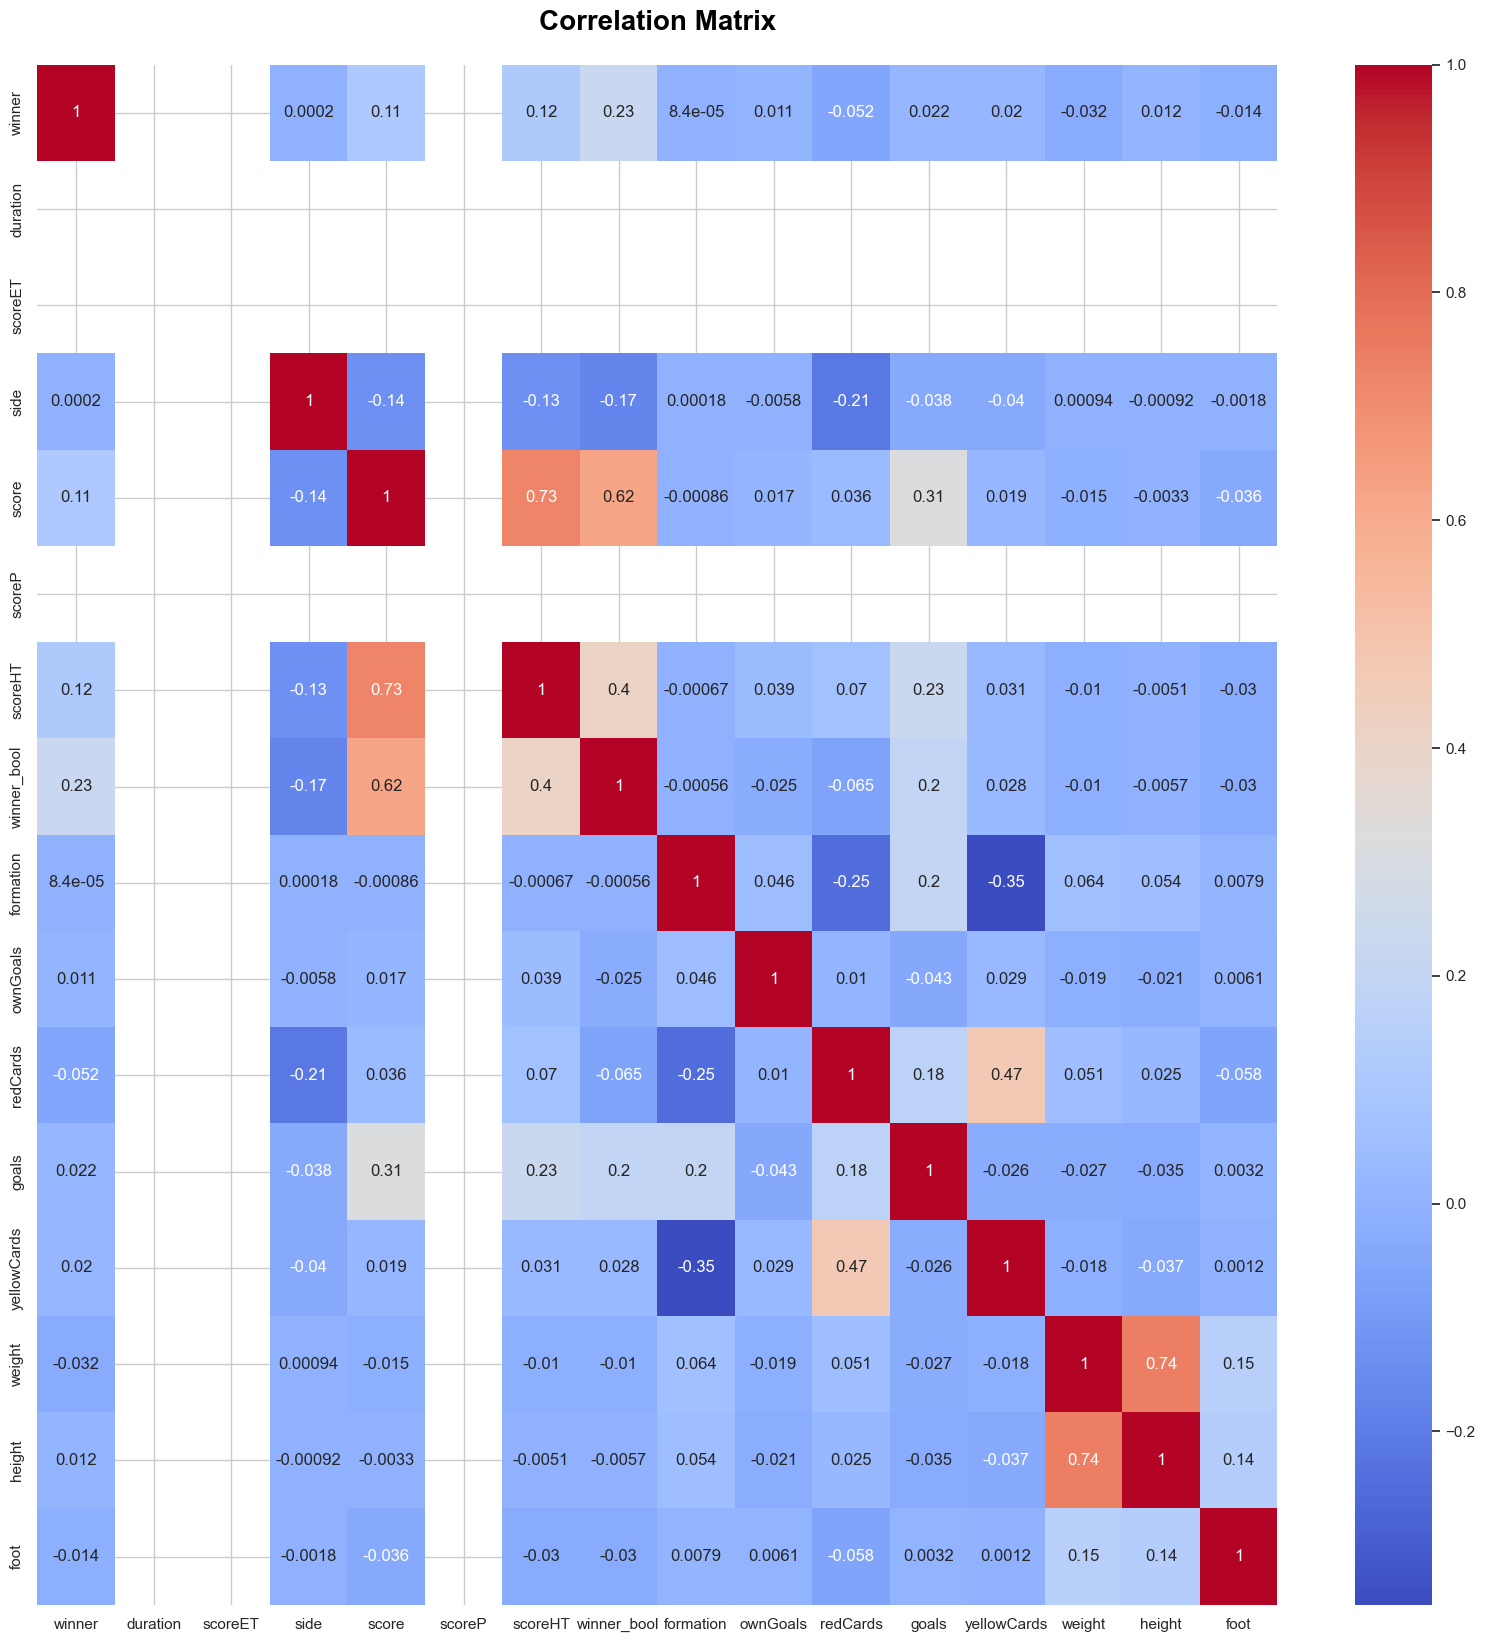 Correlation Matrix
winner 1 0.0002 0.11 0.12 0.23 8.4e-05 0.011 -0.052 0.022 0.02 -0.032 0.012 -0.014
duration
scoreET
side 0.0002 1 -0.14 -0.13 -0.17 0.00018 -0.0058 -0.21 -0.038 -0.04 0.00094 -0.00092 -0.0018
score 0.11 -0.14 1 0.73 0.62 -0.00086 0.017 0.036 0.31 0.019 -0.015 -0.0033 -0.036
scoreP
scoreHT 0.12 -0.13 0.73 1 0.4 -0.00067 0.039 0.07 0.23 0.031 -0.01 -0.0051 -0.03
winner_bool 0.23 -0.17 0.62 0.4 1 -0.00056 -0.025 -0.065 0.2 0.028 -0.01 -0.0057 -0.03
formation 8.4e-05 0.00018 -0.00086 -0.00067 -0.00056 1 0.046 -0.25 0.2 -0.35 0.064 0.054 0.0079
ownGoals 0.011 -0.0058 0.017 0.039 -0.025 0.046 1 0.01 -0.043 0.029 -0.019 -0.021 0.0061
redCards -0.052 -0.21 0.036 0.07 -0.065 -0.25 0.01 1 0.18 0.47 0.051 0.025 -0.058
goals 0.022 -0.038 0.31 0.23 0.2 0.2 -0.043 0.18 1 -0.026 -0.027 -0.035 0.0032
yellowCards 0.02 -0.04 0.019 0.031 0.028 -0.35 0.029 0.47 -0.026 1 -0.018 -0.037 0.0012
weight -0.032 0.00094 -0.015 -0.01 -0.01 0.064 -0.019 0.051 -0.027 -0.018 1 0.74 0.15
height 0.012 -0.00092 -0.0033 -0.0051 -0.0057 0.054 -0.021 0.025 -0.035 -0.037 0.74 1 0.14
foot -0.014 -0.0018 -0.036 -0.03 -0.03 0.0079 0.0061 -0.058 0.0032 0.0012 0.15 0.14 1
winner duration scoreET side score scoreP scoreHT winner_bool formation ownGoals redCards goals yellowCards weight height foot
1.0
0.8
0.6
0.4
0.2
0.0
−0.2